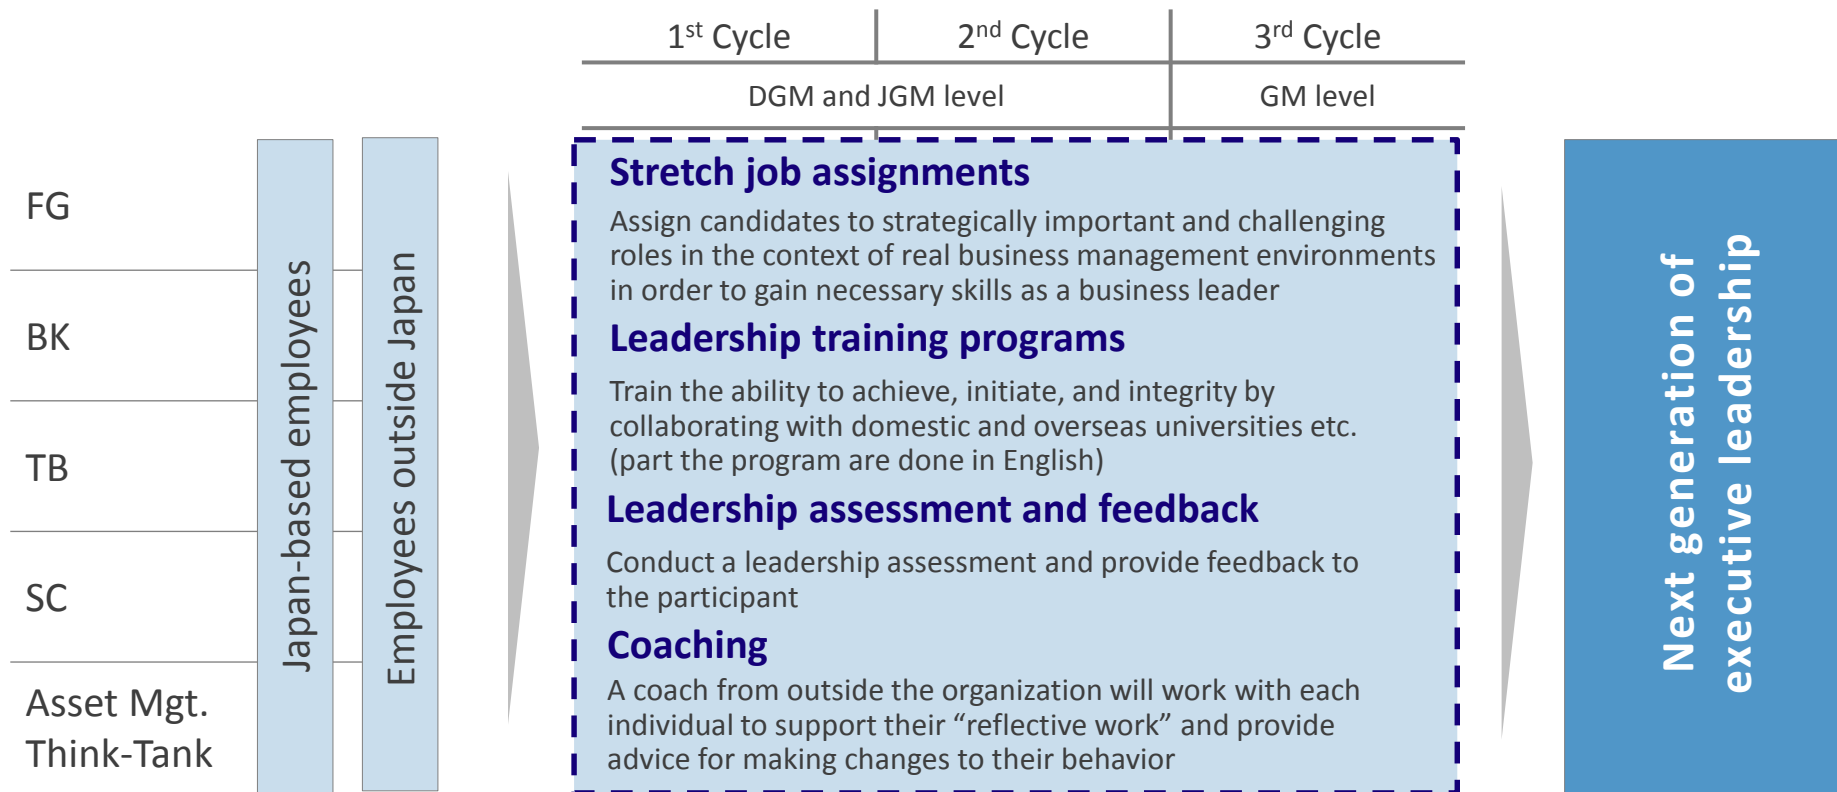 1st Cycle
2nd Cycle
3rd Cycle
DGM and JGM level
GM level
FG
BK
TB
SC
Asset Mgt.
Think-Tank
Japan-based employees
Employees outside Japan
Stretch job assignments
Assign candidates to strategically important and challenging
roles in the context of real business management environments
in order to gain necessary skills as a business leader
Leadership training programs
Train the ability to achieve, initiate, and integrity by
collaborating with domestic and overseas universities etc.
(part the program are done in English)
Leadership assessment and feedback
Conduct a leadership assessment and provide feedback to
the participant
Coaching
A coach from outside the organization will work with each
individual to support their “reflective work” and provide
advice for making changes to their behavior
Next generation of
executive leadership